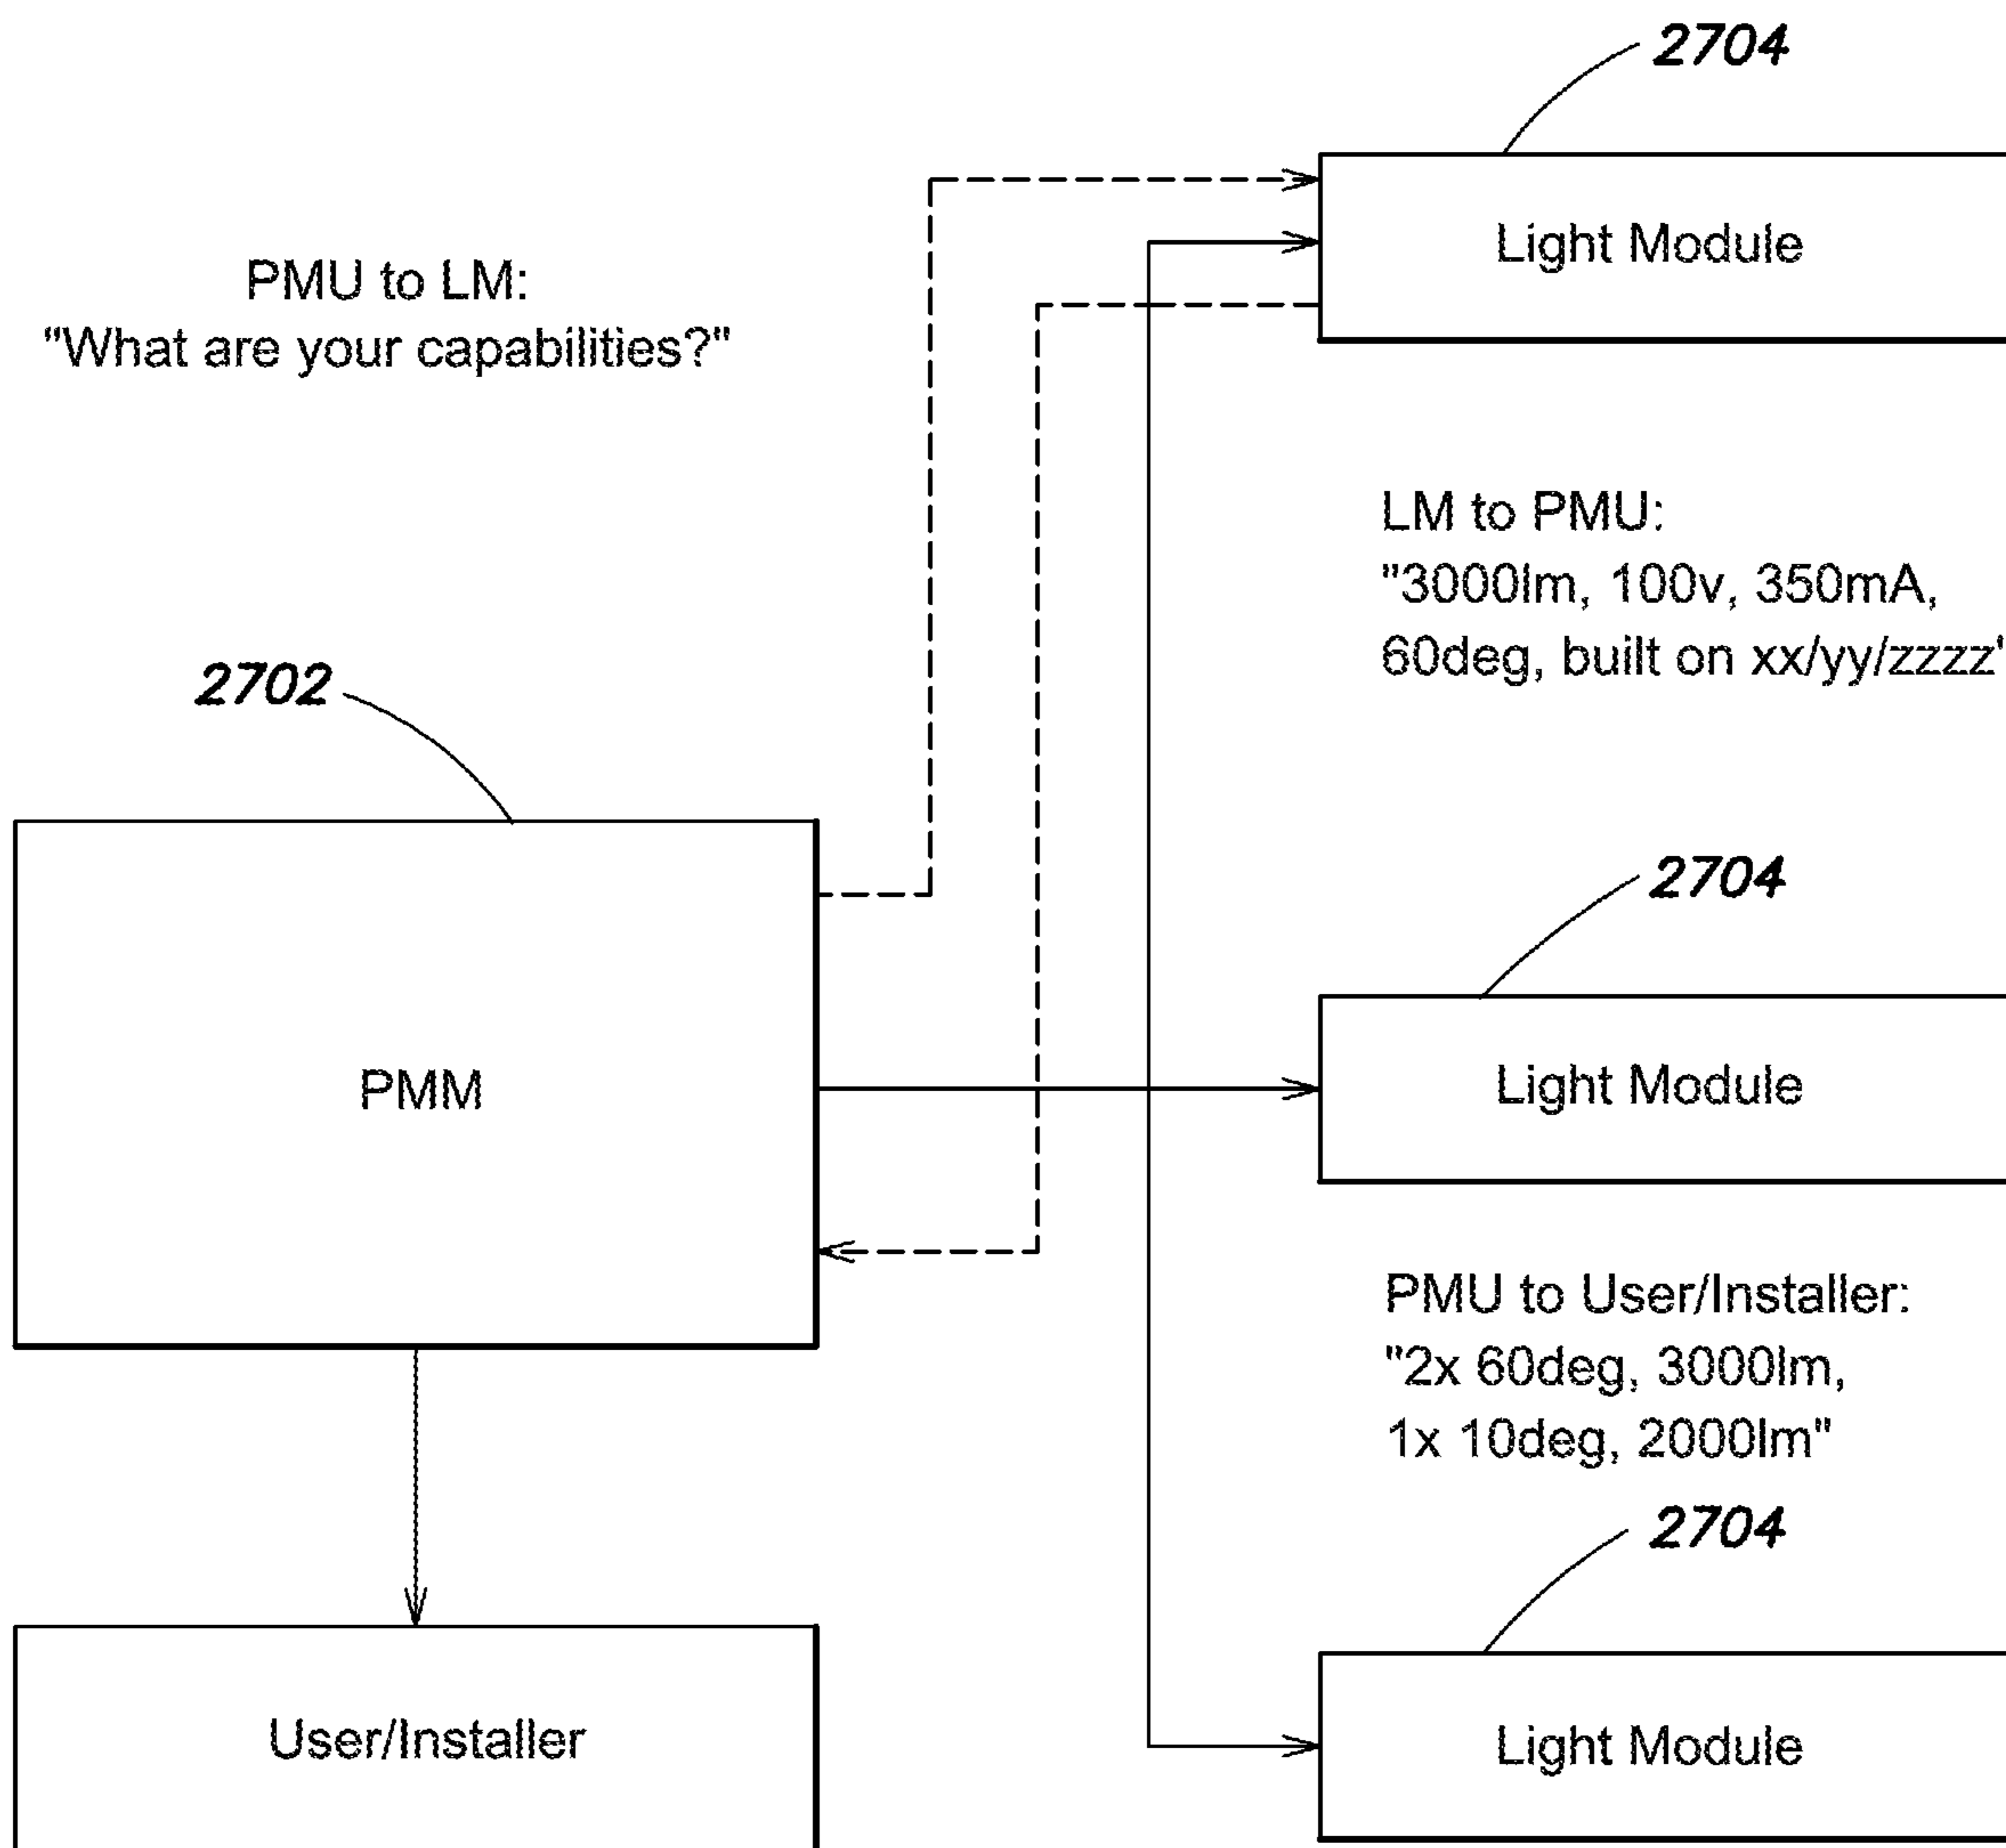 2704
Light Module
PMU to LM:
"What are your capabilities?"
LM to PMU:
"3000lm, 100v, 350mA,
60deg, built on xx/yy/zzzz'
2702
2704
PMM
Light Module
PMU to User/Installer:
"2x 60deg, 3000lm,
1x 10deg, 2000lm"
2704
User/Installer
Light Module